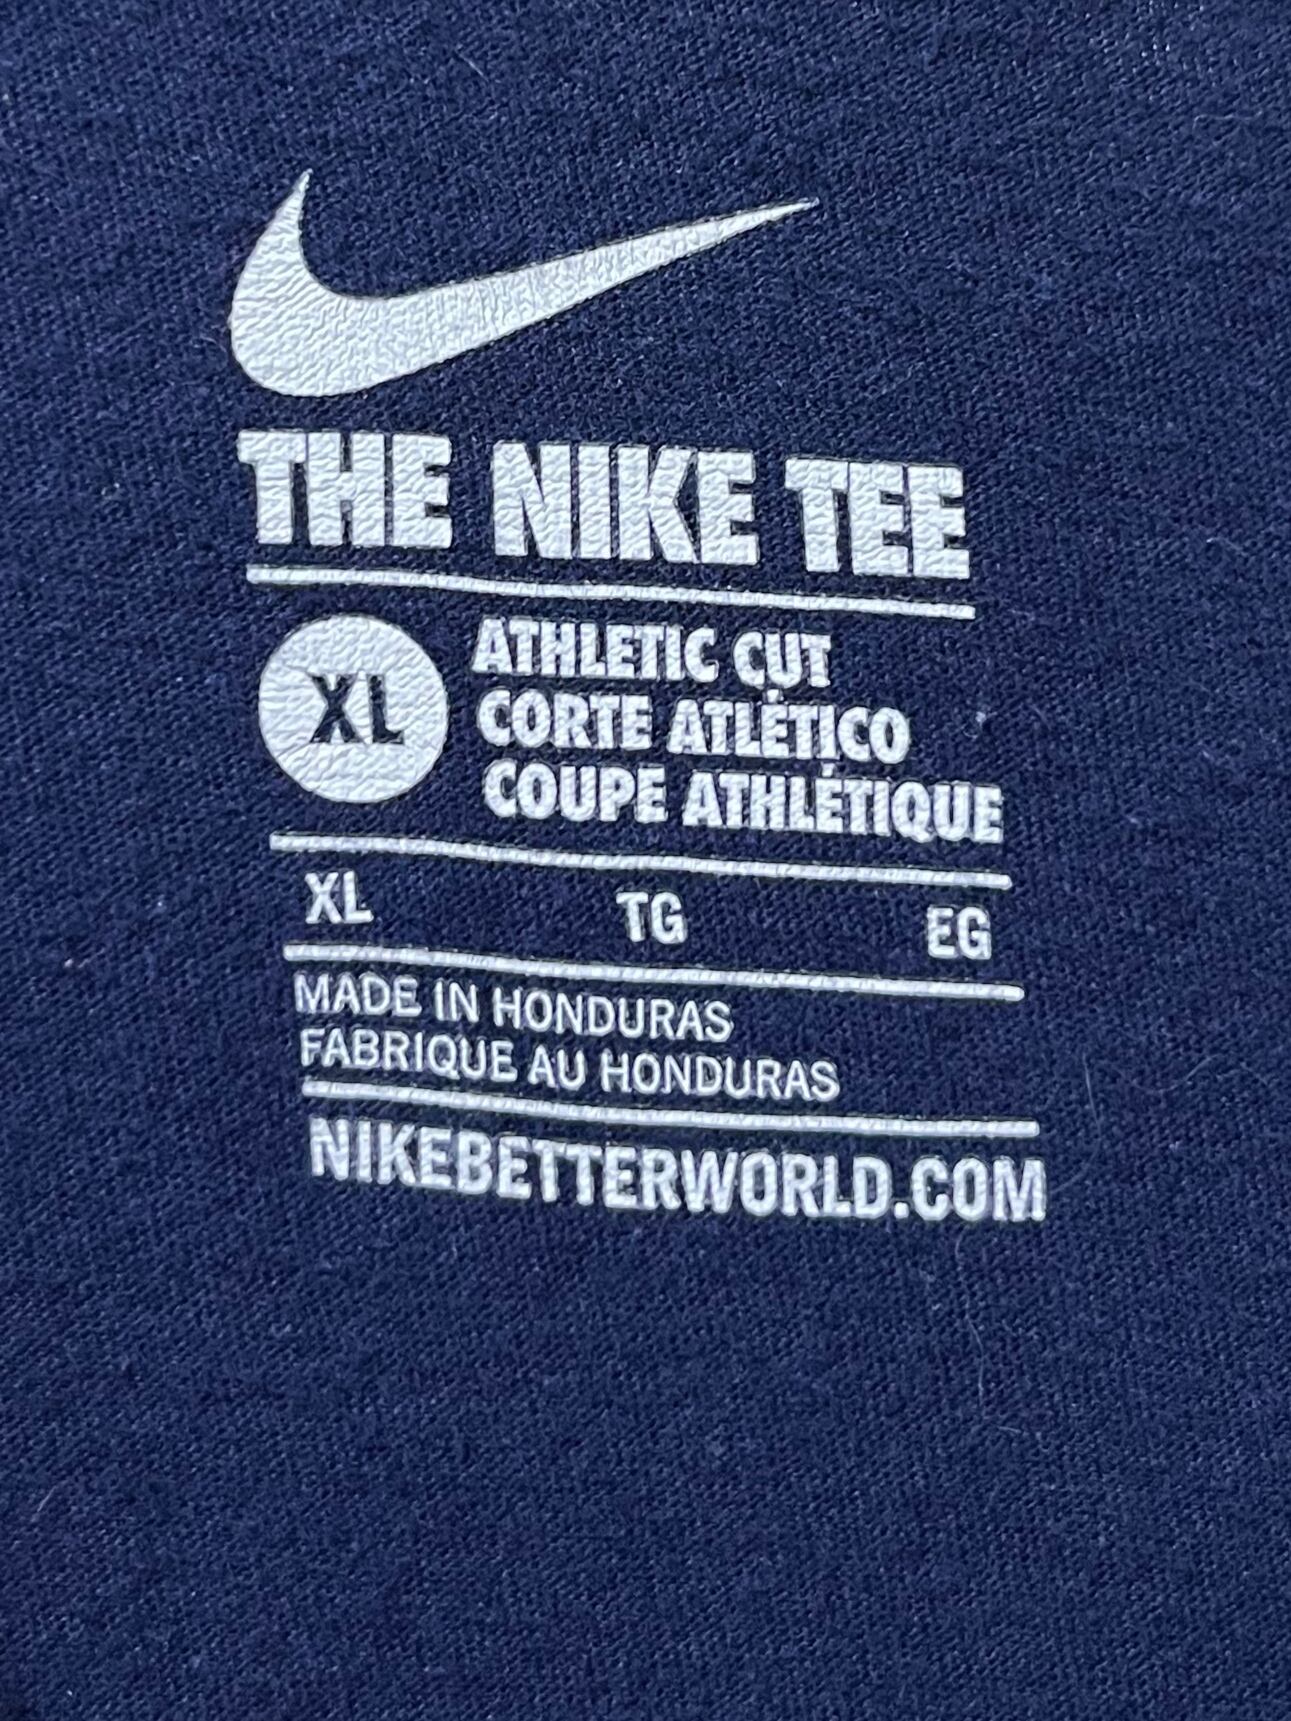 THE NIKE TEE
XL
ATHLETIC CUT
CORTE ATLÉTICO
COUPE ATHLÉTIQUE
XL TG EG
MADE IN HONDURAS
FABRIQUE AU HONDURAS
NIKEBETTERWORLD.COM